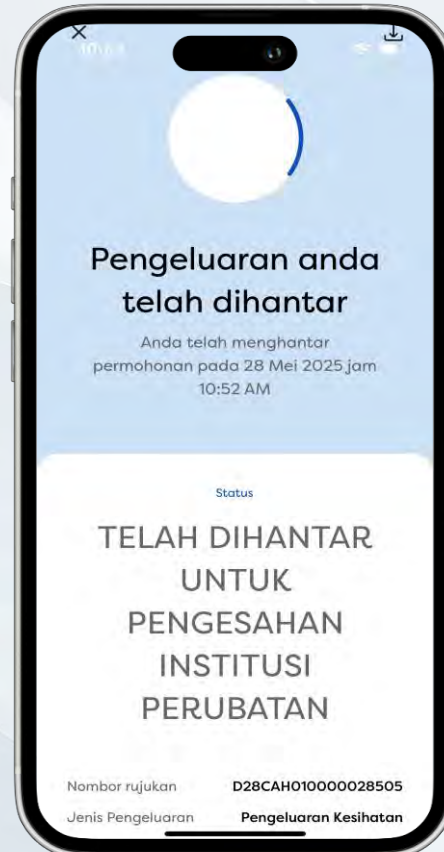 Pengeluaran anda
telah dihantar
Anda telah menghantar
permohonan pada 28 Mei 2025 jam
10:52 AM
Status
TELAH DIHANTAR
UNTUK
PENGESAHAN
INSTITUSI
PERUBATAN
Nombor rujukan D28CAH010000028505
Jenis Pengeluaran Pengeluaran Kesihatan